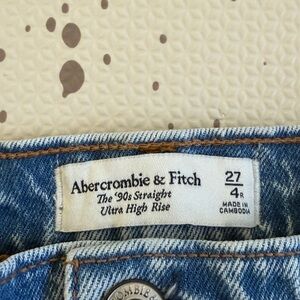 Abercrombie & Fitch
The '90s Straight
Ultra High Rise
27
4R
MADE IN
CAMBODIA